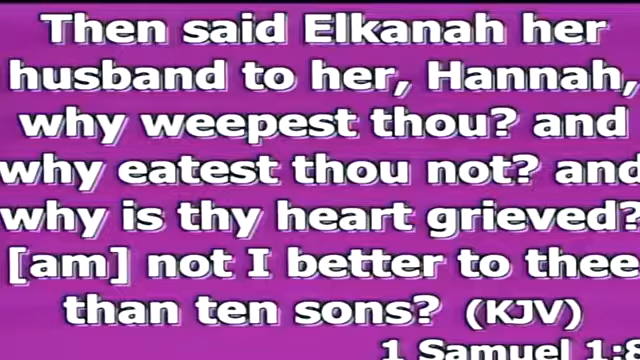 Then said Elkanah her
husband to her, Hannah,
why weepest thou? and
why eatest thou not? and
why is thy heart grieved?
[am] not I better to thee
than ten sons? (KJV)
1 Samuel 1:8